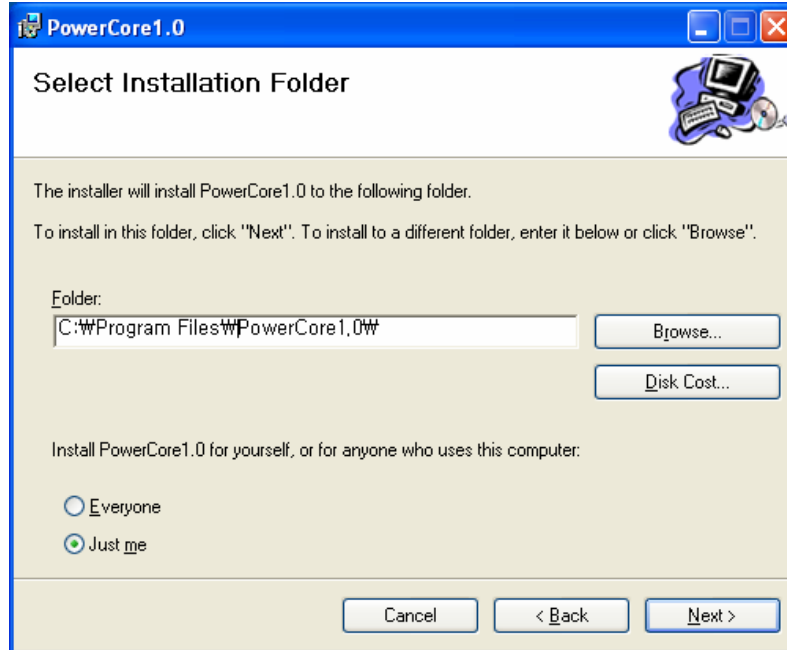 PowerCore1.0
Select Installation Folder
The installer will install PowerCore1.0 to the following folder.
To install in this folder, click "Next". To install to a different folder, enter it below or click "Browse".
Folder:
C:₩Program Files₩PowerCore1.0₩
Browse...
Disk Cost...
Install PowerCore1.0 for yourself, or for anyone who uses this computer:
Everyone
Just me
Cancel
< Back
Next >